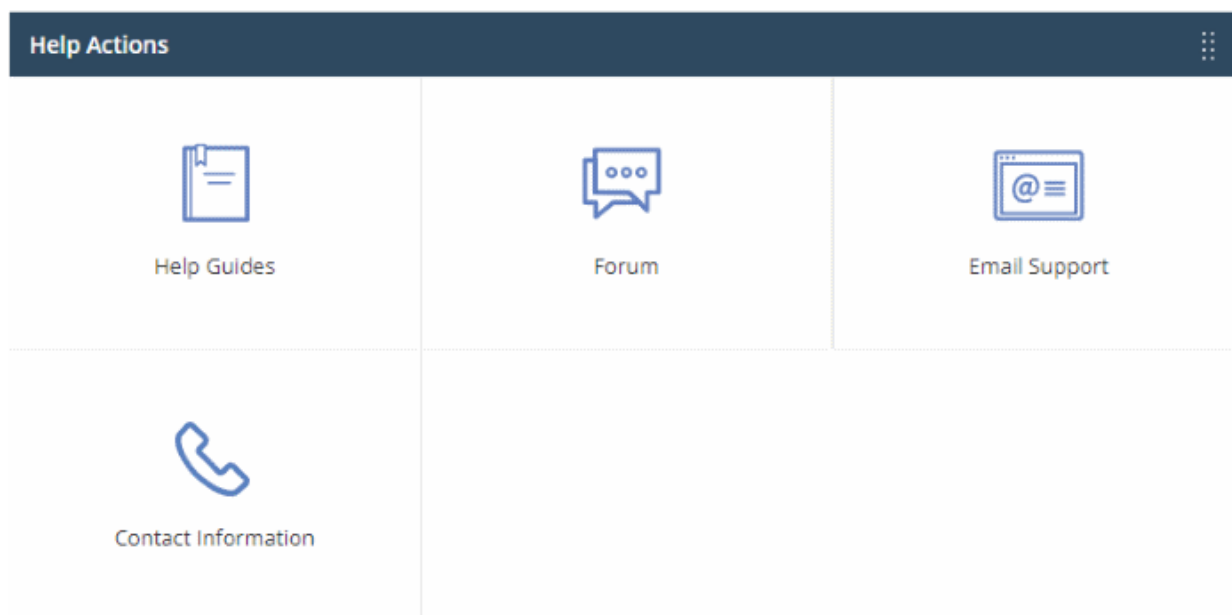 Help Actions
Help Guides
Forum
@
Email Support
Contact Information